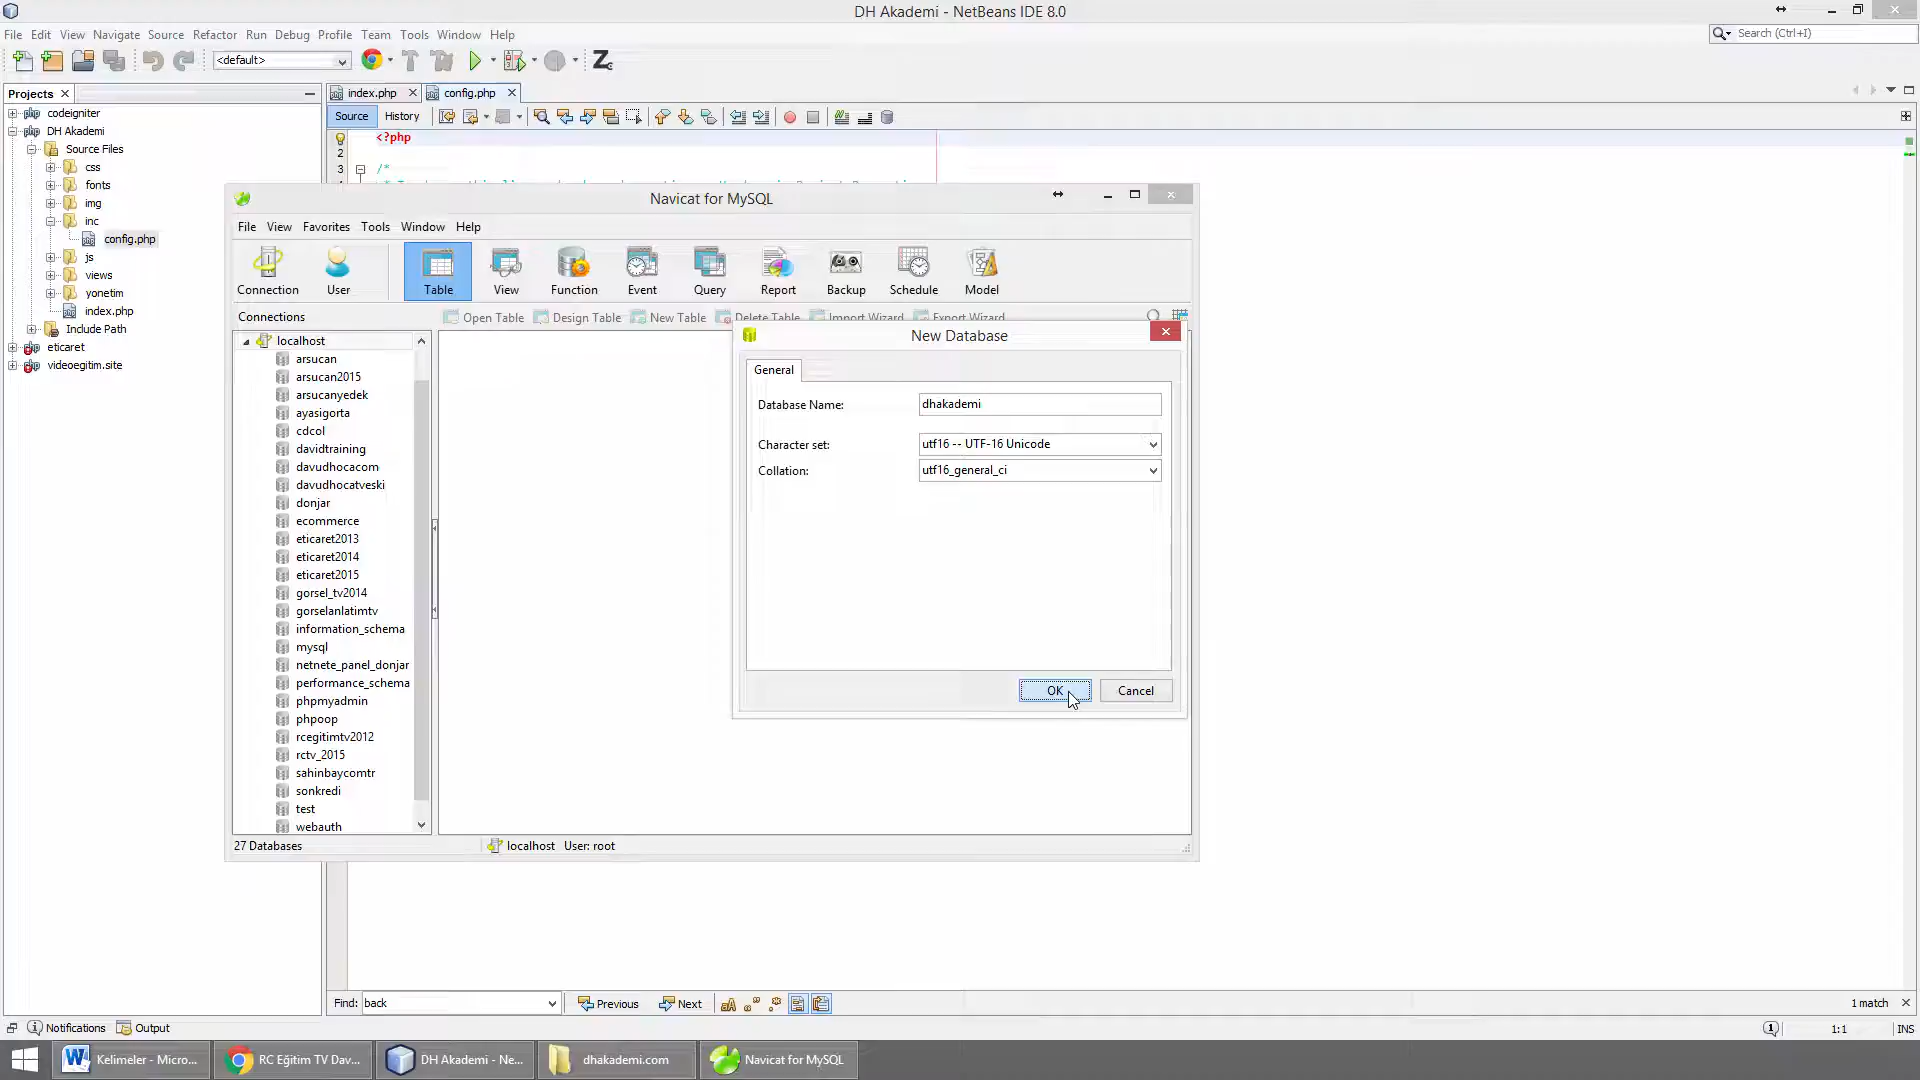 DH Akademi - NetBeans IDE 8.0
File Edit View Navigate Source Refactor Run Debug Profile Team Tools Window Help
Search (Ctrl+I)
<default>
Projects
index.php config.php
codeigniter
Source History
DH Akademi
<?php
Source Files
2
css
3 /*
fonts
img
Navicat for MySQL
inc
File View Favorites Tools Window Help
config.php
js
views
yonetim
Connection User Table View Function Event Query Report Backup Schedule Model
index.php
Connections
Open Table Design Table New Table Delete Table Import Wizard Export Wizard
Include Path
New Database
localhost
eticaret
arsucan
videoegitim.site
General
arsucan2015
arsucanyedek
Database Name: dhakademi
ayasigorta
cdcol
Character set: utf16 -- UTF-16 Unicode
davidtraining
davudhocacom
Collation: utf16_general_ci
davudhocatveski
donjar
ecommerce
eticaret2013
eticaret2014
eticaret2015
gorsel_tv2014
gorselanlatimtv
information_schema
mysql
netnete_panel_donjar
performance_schema
OK Cancel
phpmyadmin
phpoop
rcegitimtv2012
rctv_2015
sahinbaycomtr
sonkredi
test
webauth
27 Databases localhost User: root
Find: back Previous Next 1 match
Notifications Output 1:1 INS
Kelimeler - Micro... RC Eğitim TV Dav... DH Akademi - Ne... dhakademi.com Navicat for MySQL